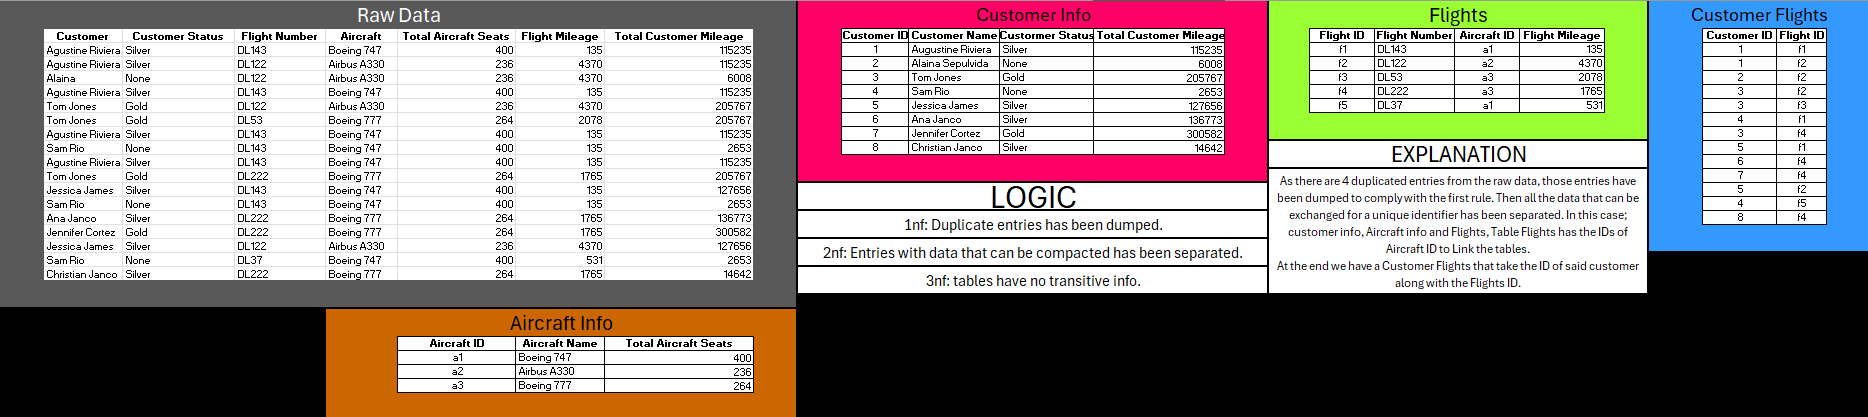 Raw Data
Customer Customer Status Flight Number Aircraft Total Aircraft Seats Flight Mileage Total Customer Mileage
Agustine Riviera Silver DL143 Boeing 747 400 135 115235
Agustine Riviera Silver DL122 Airbus A330 236 4370 115235
Alaina None DL122 Airbus A330 236 4370 6008
Agustine Riviera Silver DL143 Boeing 747 400 135 115235
Tom Jones Gold DL122 Airbus A330 236 4370 205767
Tom Jones Gold DL53 Boeing 777 264 2078 205767
Agustine Riviera Silver DL143 Boeing 747 400 135 115235
Sam Rio None DL143 Boeing 747 400 135 2653
Agustine Riviera Silver DL143 Boeing 747 400 135 115235
Tom Jones Gold DL222 Boeing 777 264 1765 205767
Jessica James Silver DL143 Boeing 747 400 135 127656
Sam Rio None DL143 Boeing 747 400 135 2653
Ana Janco Silver DL222 Boeing 777 264 1765 136773
Jennifer Cortez Gold DL222 Boeing 777 264 1765 300582
Jessica James Silver DL122 Airbus A330 236 4370 127656
Sam Rio None DL37 Boeing 747 400 531 2653
Christian Janco Silver DL222 Boeing 777 264 1765 14642
Customer Info
Customer ID Customer Name Customer Status Total Customer Mileage
1 Augustine Riviera Silver 115235
2 Alaina Sepulvida None 6008
3 Tom Jones Gold 205767
4 Sam Rio None 2653
5 Jessica James Silver 127656
6 Ana Janco Silver 136773
7 Jennifer Cortez Gold 300582
8 Christian Janco Silver 14642
LOGIC
1nf: Duplicate entries has been dumped.
2nf: Entries with data that can be compacted has been separated.
3nf: tables have no transitive info.
Flights
Flight ID Flight Number Aircraft ID Flight Mileage
f1 DL143 a1 135
f2 DL122 a2 4370
f3 DL53 a3 2078
f4 DL222 a3 1765
f5 DL37 a1 531
EXPLANATION
As there are 4 duplicated entries from the raw data, those entries have
been dumped to comply with the first rule. Then all the data that can be
exchanged for a unique identifier has been separated. In this case;
customer info, Aircraft info and Flights, Table Flights has the IDs of
Aircraft ID to Link the tables.
At the end we have a Customer Flights that take the ID of said customer
along with the Flights ID.
Customer Flights
Customer ID Flight ID
1 f1
1 f2
2 f2
3 f2
3 f3
4 f1
3 f4
5 f1
6 f4
7 f4
5 f2
4 f5
8 f4
Aircraft Info
Aircraft ID Aircraft Name Total Aircraft Seats
a1 Boeing 747 400
a2 Airbus A330 236
a3 Boeing 777 264